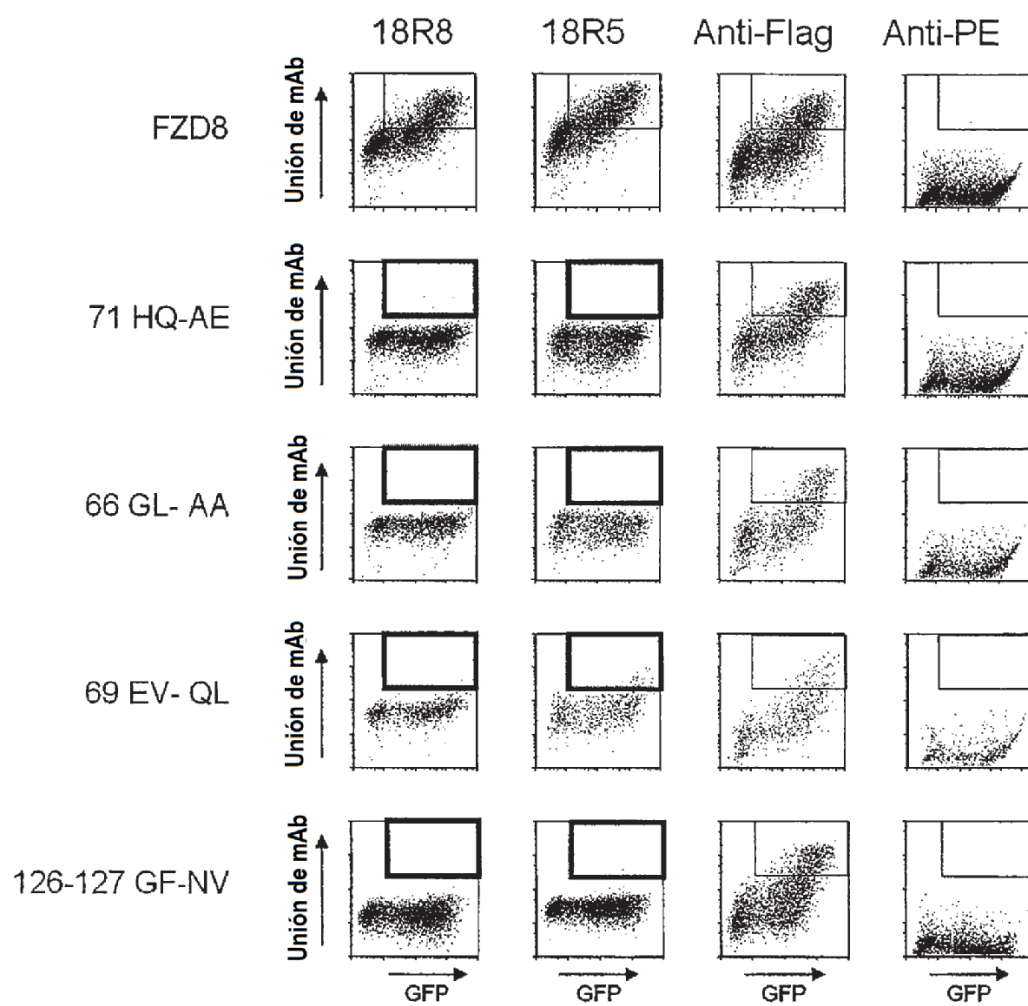 18R8 18R5 Anti-Flag Anti-PE
FZD8
Unión de mAb
71 HQ-AE
Unión de mAb
66 GL- AA
Unión de mAb
69 EV- QL
Unión de mAb
126-127 GF-NV
Unión de mAb
GFP GFP GFP GFP